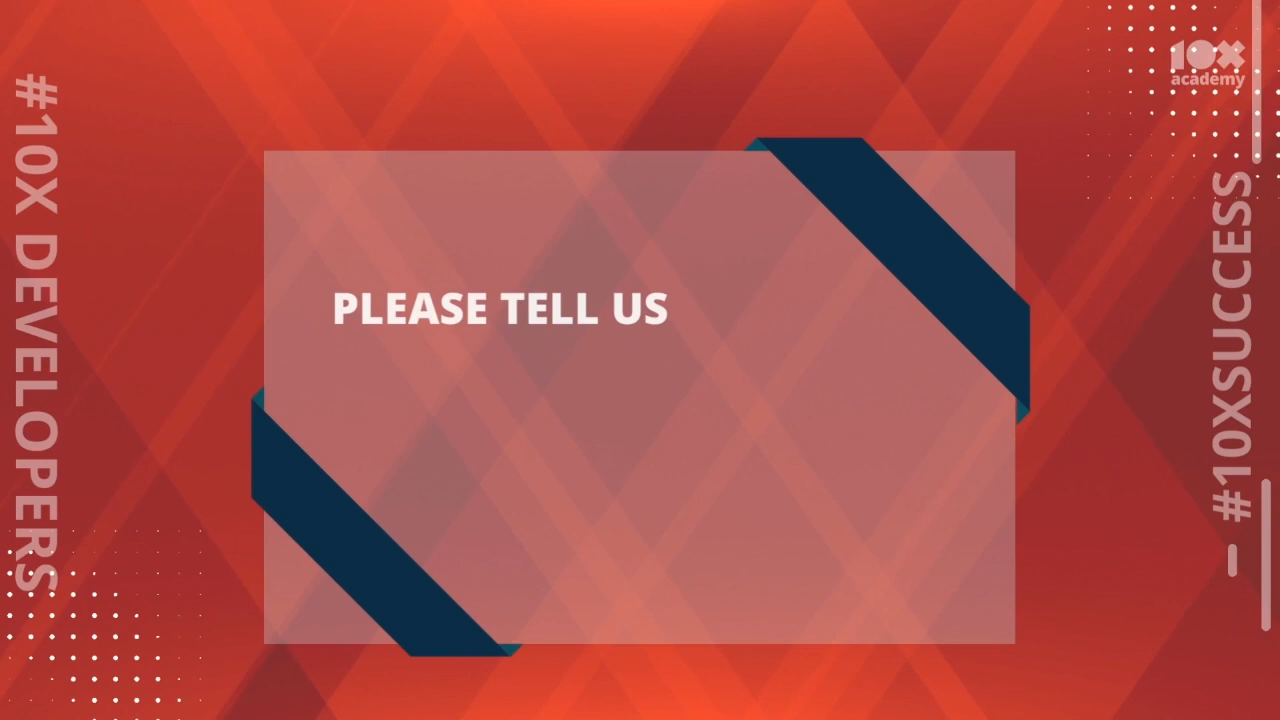 #10X DEVELOPERS
10x
academy
PLEASE TELL US
#10XSUCCESS